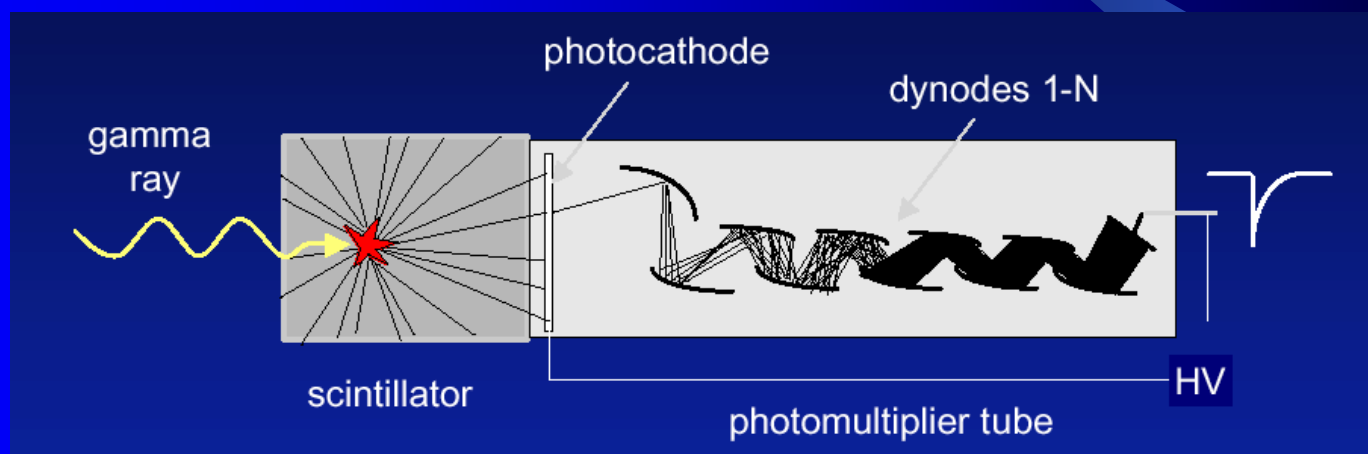 photocathode
dynodes 1-N
gamma
ray
scintillator
HV
photomultiplier tube